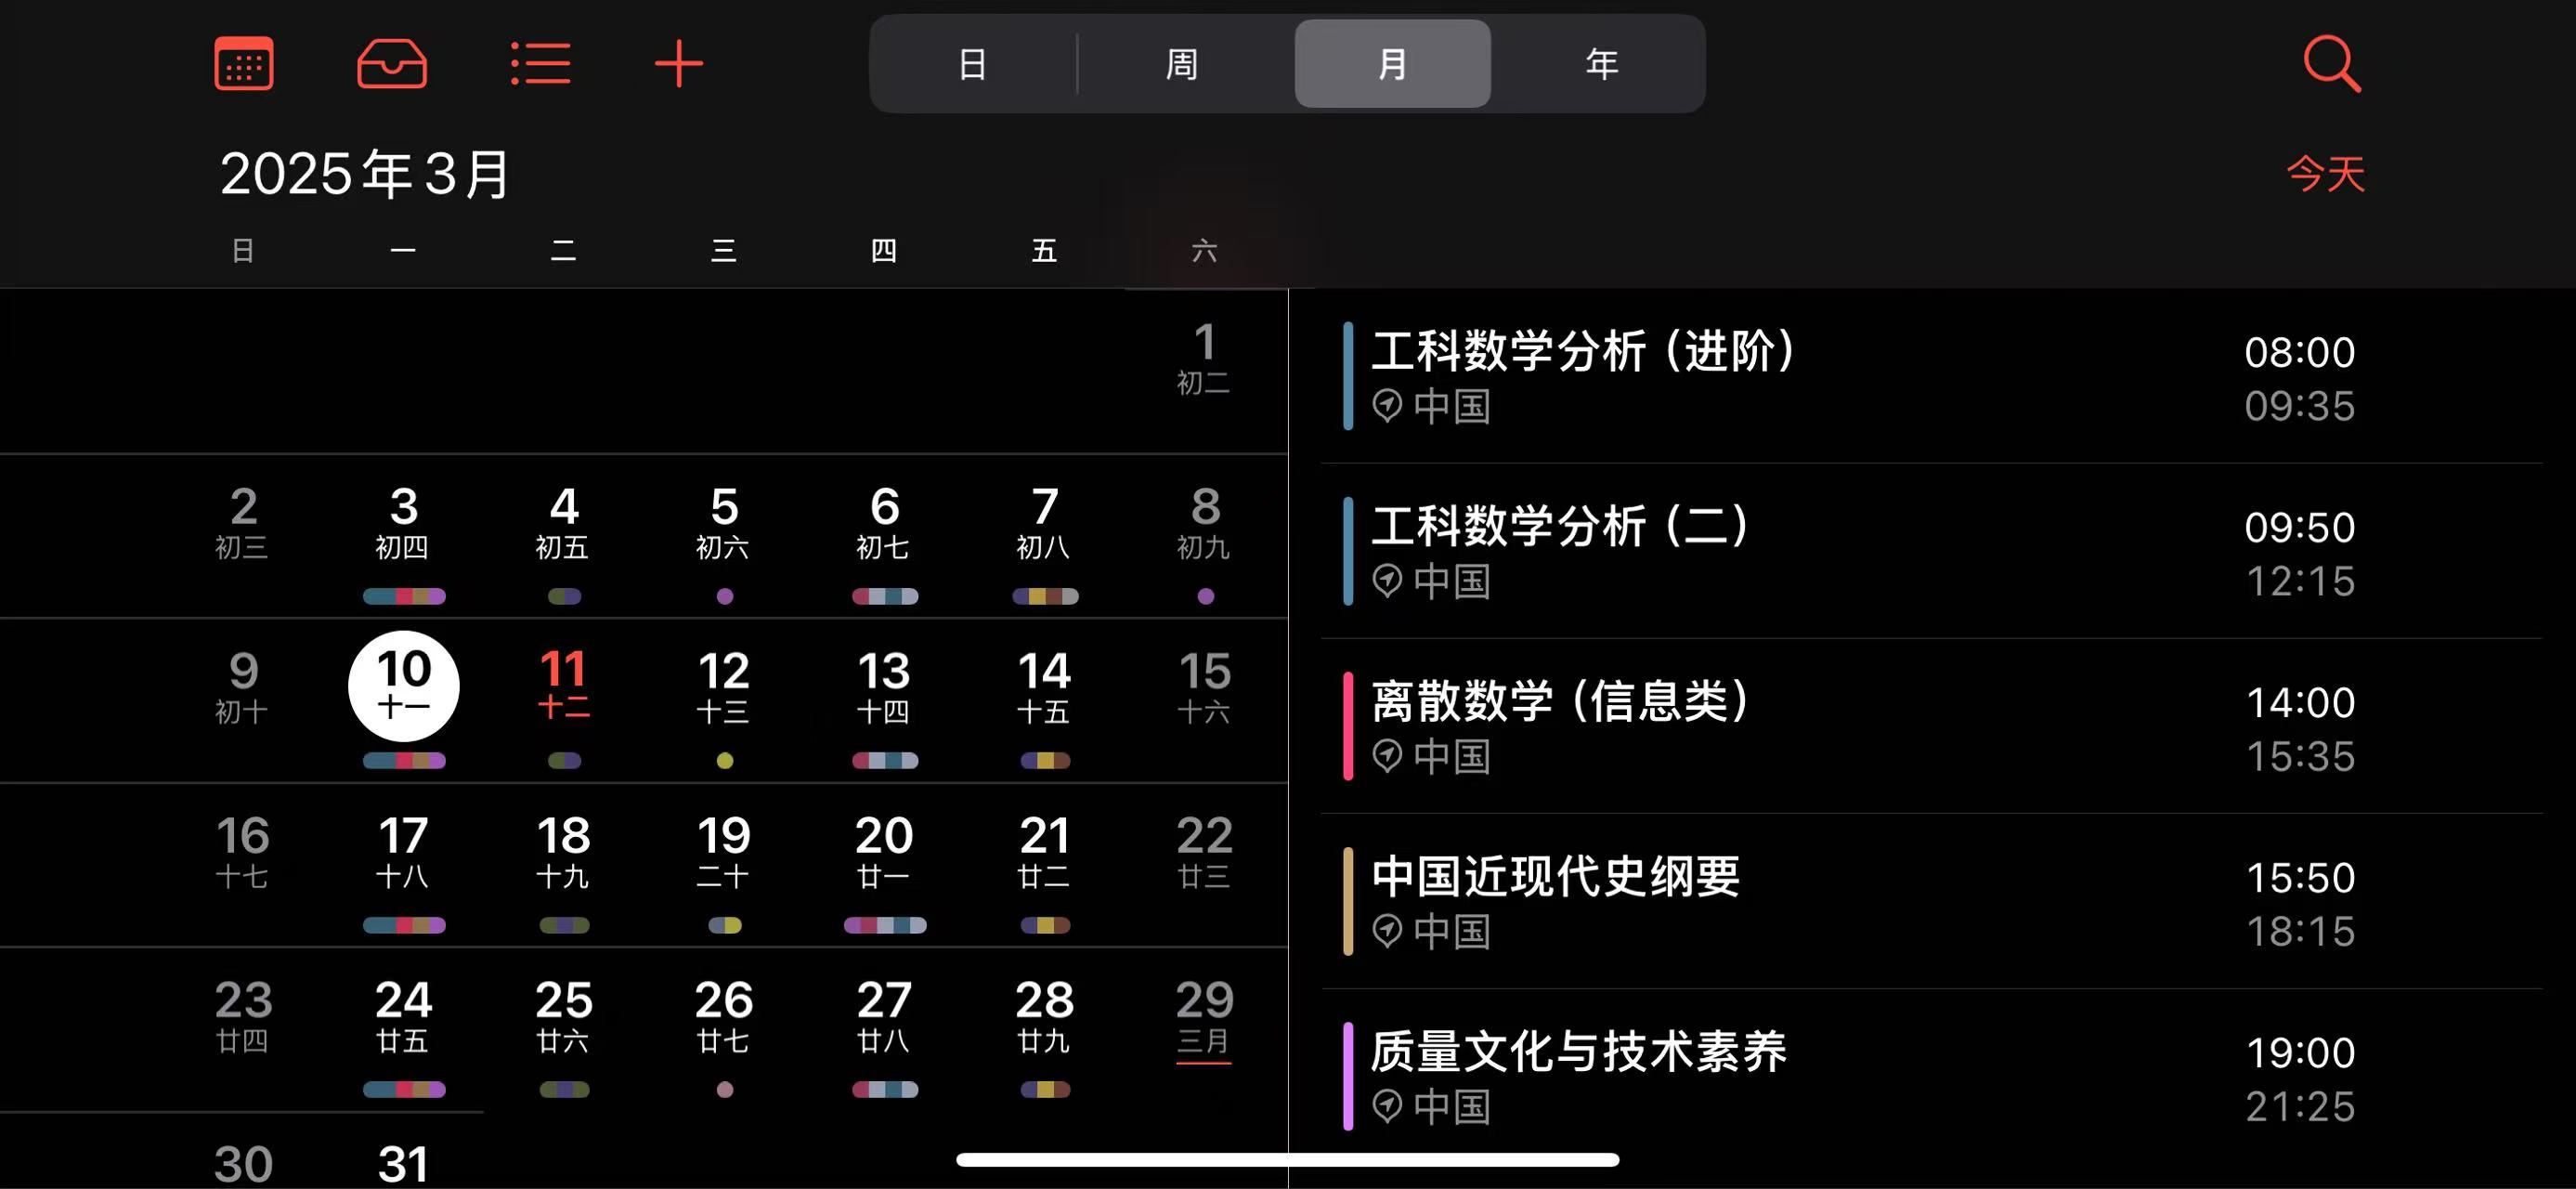 日 周 月 年
2025年3月
今天
日 一 二 三 四 五 六
1
初二
2 3 4 5 6 7 8
初三 初四 初五 初六 初七 初八 初九
9 10 11 12 13 14 15
初十 十一 十二 十三 十四 十五 十六
16 17 18 19 20 21 22
十七 十八 十九 二十 廿一 廿二 廿三
23 24 25 26 27 28 29
廿四 廿五 廿六 廿七 廿八 廿九 三月
30 31
工科数学分析（进阶） 08:00
中国 09:35
工科数学分析（二） 09:50
中国 12:15
离散数学（信息类） 14:00
中国 15:35
中国近现代史纲要 15:50
中国 18:15
质量文化与技术素养 19:00
中国 21:25